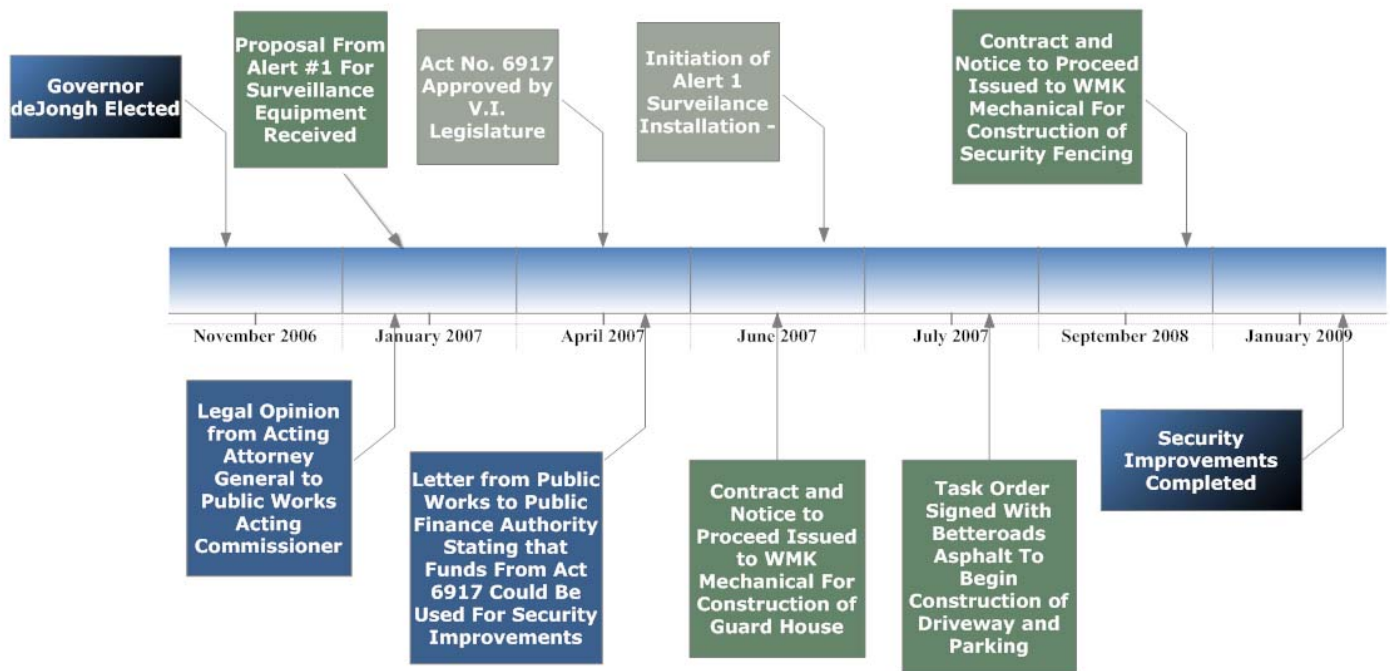 Governor
deJongh Elected
Proposal From
Alert #1 For
Surveillance
Equipment
Received
Act No. 6917
Approved by
V.I.
Legislature
Initiation of
Alert 1
Surveilance
Installation -
Contract and
Notice to Proceed
Issued to WMK
Mechanical For
Construction of
Security Fencing
November 2006
January 2007
April 2007
June 2007
July 2007
September 2008
January 2009
Legal Opinion
from Acting
Attorney
General to
Public Works
Acting
Commissioner
Letter from Public
Works to Public
Finance Authority
Stating that
Funds From Act
6917 Could Be
Used For Security
Improvements
Contract and
Notice to
Proceed Issued
to WMK
Mechanical For
Construction of
Guard House
Task Order
Signed With
Betteroads
Asphalt To
Begin
Construction of
Driveway and
Parking
Security
Improvements
Completed